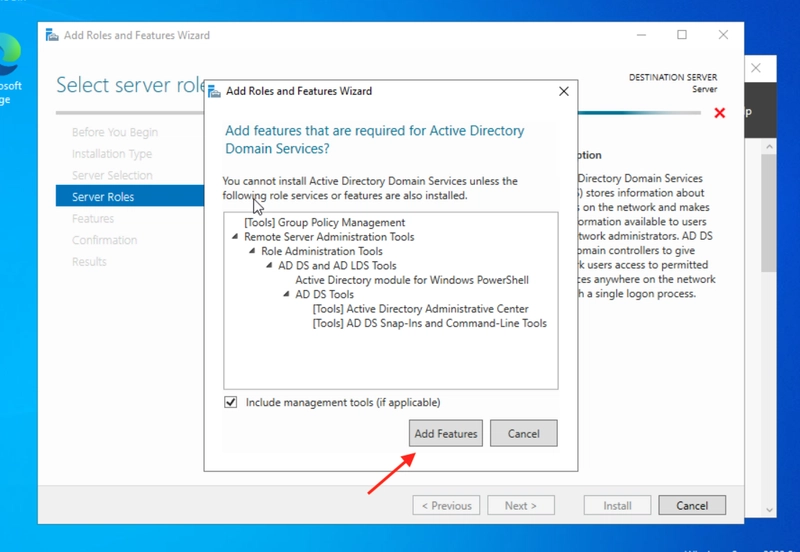 Add Roles and Features Wizard
Select server role
DESTINATION SERVER
Server
Before You Begin
Installation Type
Server Selection
Server Roles
Features
Confirmation
Results
Add Roles and Features Wizard
Add features that are required for Active Directory
Domain Services?
You cannot install Active Directory Domain Services unless the
following role services or features are also installed.
[Tools] Group Policy Management
Remote Server Administration Tools
Role Administration Tools
AD DS and AD LDS Tools
Active Directory module for Windows PowerShell
AD DS Tools
[Tools] Active Directory Administrative Center
[Tools] AD DS Snap-Ins and Command-Line Tools
Include management tools (if applicable)
Add Features
Cancel
ption
Directory Domain Services
) stores information about
s on the network and makes
ormation available to users
twork administrators. AD DS
omain controllers to give
k users access to permitted
ces anywhere on the network
h a single logon process.
< Previous
Next >
Install
Cancel
osoft
ge
lp